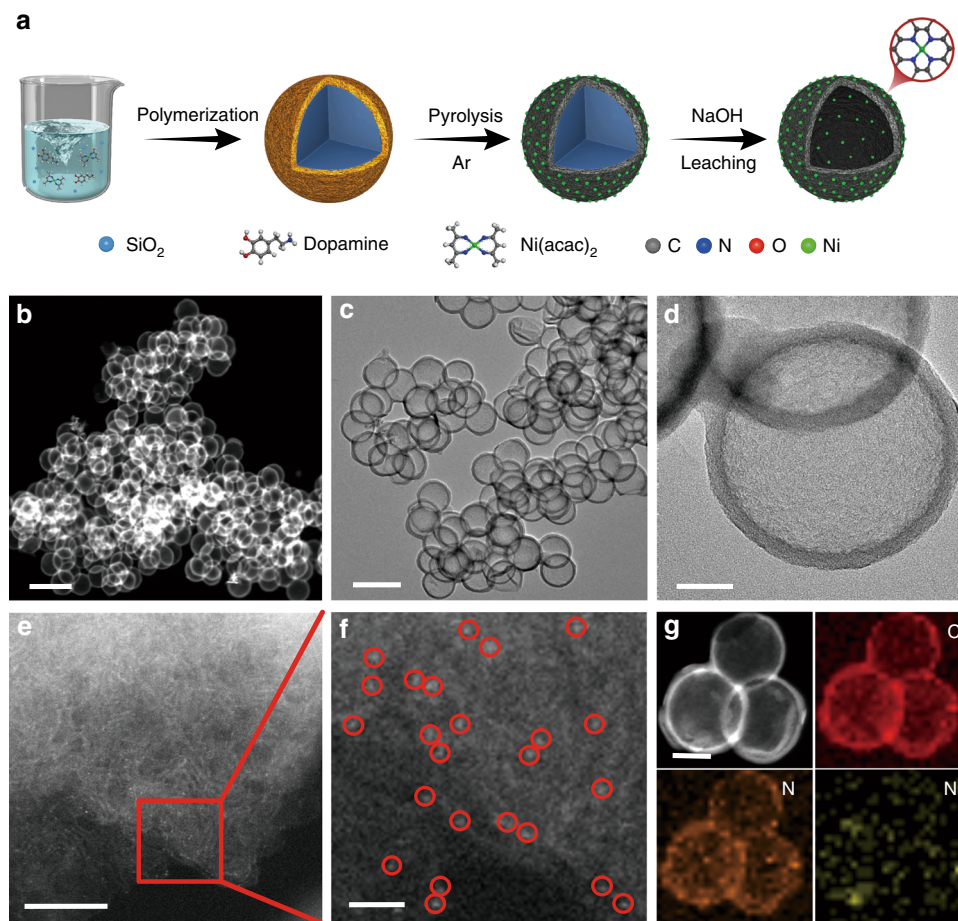 a
Polymerization
Pyrolysis
Ar
NaOH
Leaching
SiO2
Dopamine
Ni(acac)2
C
N
O
Ni
b
c
d
e
f
g
C
N
N